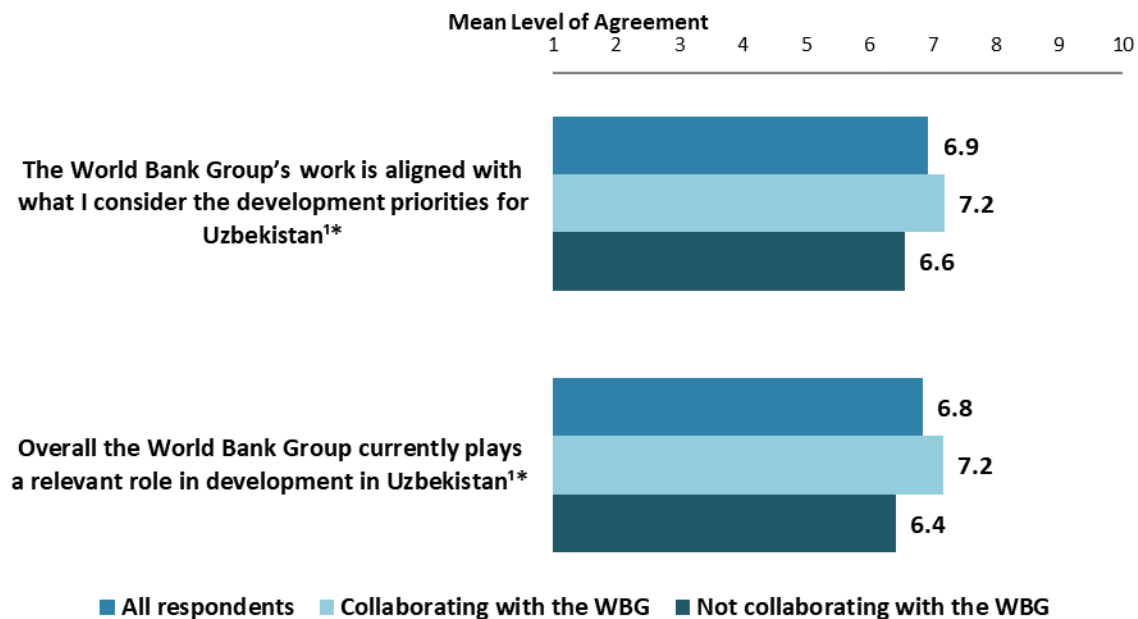 Mean Level of Agreement
1 2 3 4 5 6 7 8 9 10
The World Bank Group’s work is aligned with
what I consider the development priorities for
Uzbekistan¹*
6.9
7.2
6.6
Overall the World Bank Group currently plays
a relevant role in development in Uzbekistan¹*
6.8
7.2
6.4
All respondents Collaborating with the WBG Not collaborating with the WBG